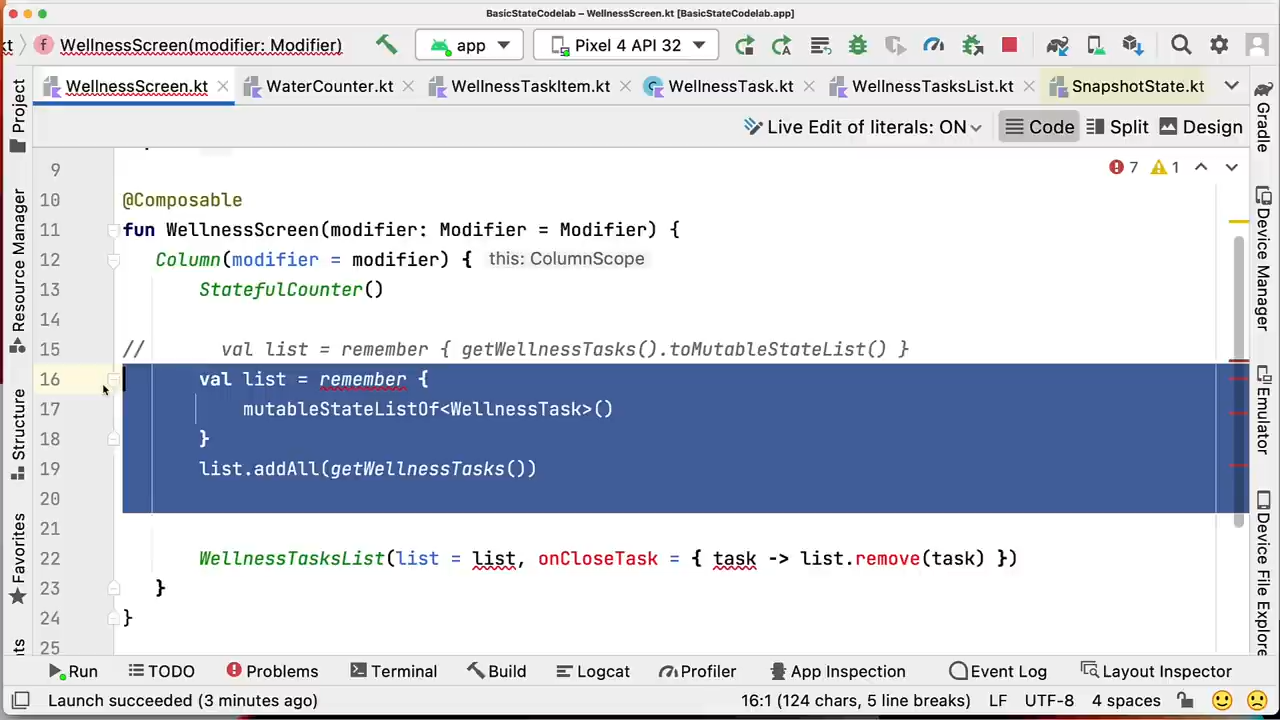 BasicStateCodelab – WellnessScreen.kt [BasicStateCodelab.app]
kt WellnessScreen(modifier: Modifier) app Pixel 4 API 32
WellnessScreen.kt WaterCounter.kt WellnessTaskItem.kt WellnessTask.kt WellnessTasksList.kt SnapshotState.kt
Live Edit of literals: ON Code Split Design
7 1
9
10 @Composable
11 fun WellnessScreen(modifier: Modifier = Modifier) {
12 Column(modifier = modifier) { this: ColumnScope
13 StatefulCounter()
14
15 // val list = remember { getWellnessTasks().toMutableStateList() }
16 val list = remember {
17 mutableStateListOf<WellnessTask>()
18 }
19 list.addAll(getWellnessTasks())
20
21
22 WellnessTasksList(list = list, onCloseTask = { task -> list.remove(task) })
23 }
24 }
25
Project
Resource Manager
Structure
Favorites
Gradle
Device Manager
Emulator
Device File Explorer
Run TODO Problems Terminal Build Logcat Profiler App Inspection Event Log Layout Inspector
Launch succeeded (3 minutes ago) 16:1 (124 chars, 5 line breaks) LF UTF-8 4 spaces